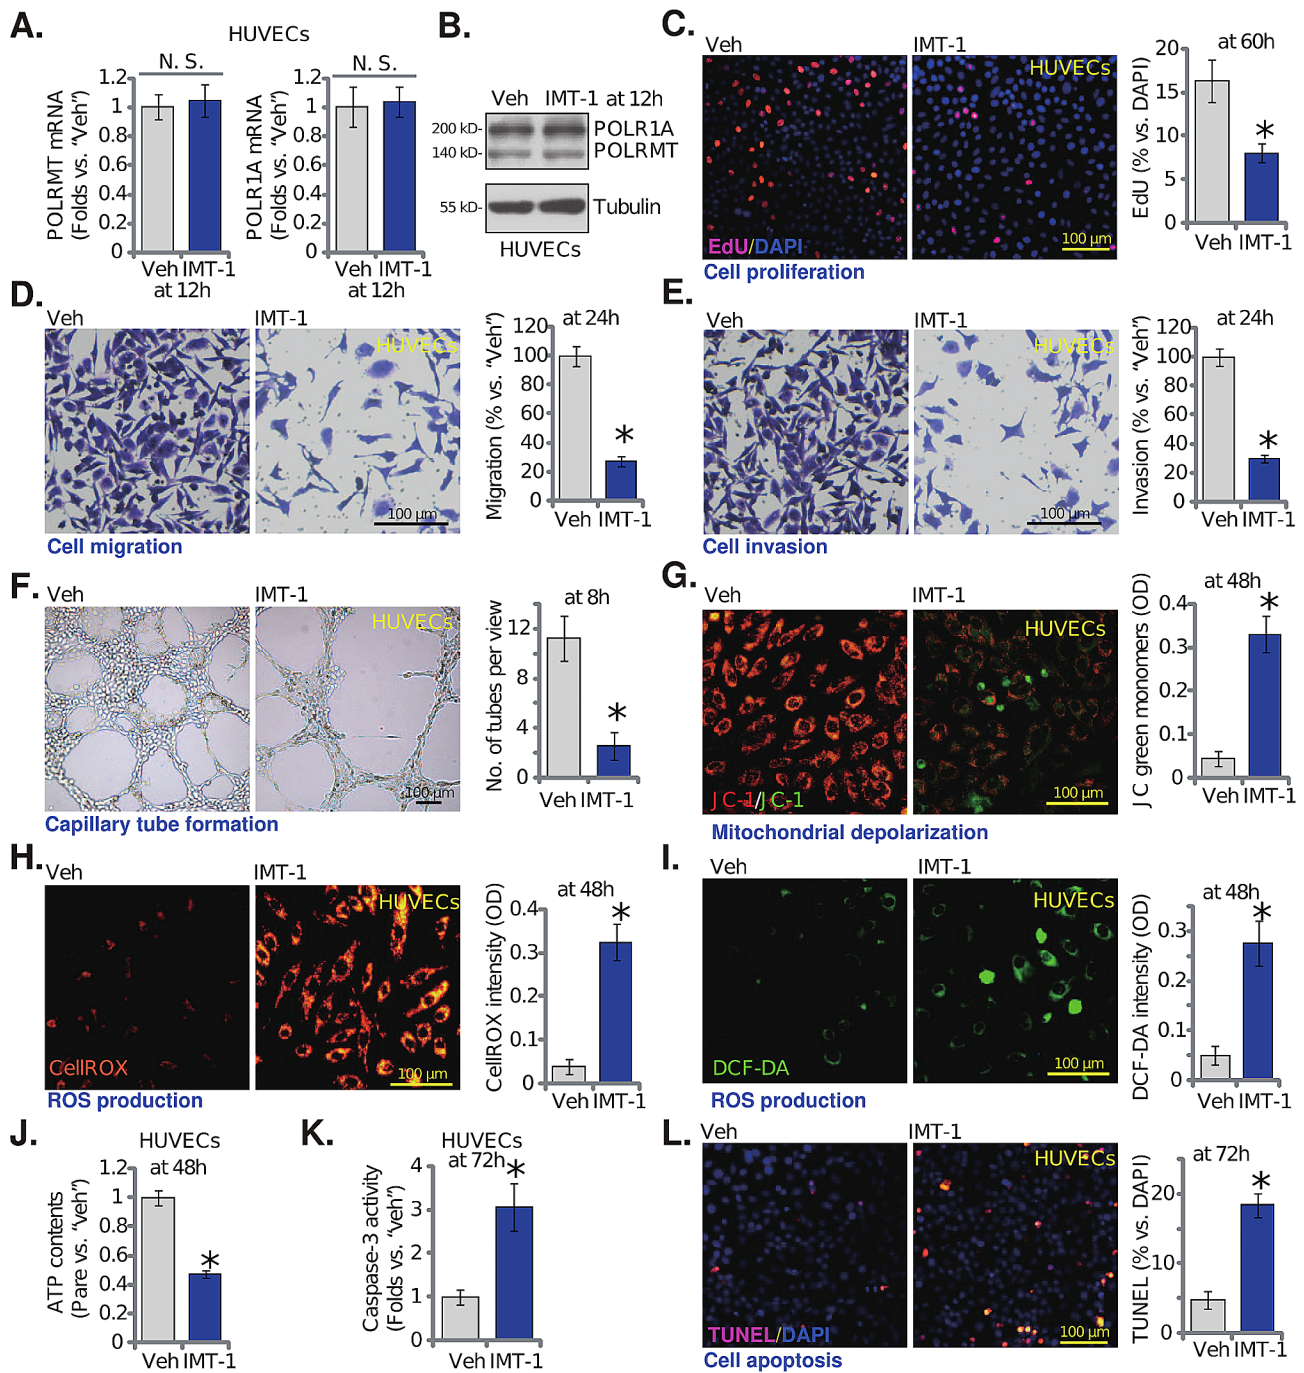 A.
HUVECs
N. S.
POLRMT mRNA
(Folds vs. “Veh”)
1.2
1
0.8
0.6
0.4
0.2
0
Veh IMT-1
at 12h
N. S.
POLR1A mRNA
(Folds vs. “Veh”)
1.2
1
0.8
0.6
0.4
0.2
0
Veh IMT-1
at 12h
B.
Veh IMT-1 at 12h
200 kD-
POLR1A
140 kD-
POLRMT
55 kD-
Tubulin
HUVECs
C.
Veh
IMT-1
HUVECs
EdU/DAPI
100 µm
Cell proliferation
at 60h
EdU (% vs. DAPI)
20
15
10
5
0
*
Veh IMT-1
D.
Veh
IMT-1
HUVECs
100 µm
Cell migration
at 24h
Migration (% vs. “Veh”)
120
100
80
60
40
20
0
*
Veh IMT-1
E.
Veh
IMT-1
HUVECs
100 µm
Cell invasion
at 24h
Invasion (% vs. “Veh”)
120
100
80
60
40
20
0
*
Veh IMT-1
F.
Veh
IMT-1
HUVECs
100 µm
Capillary tube formation
at 8h
No. of tubes per view
12
8
4
0
*
Veh IMT-1
G.
Veh
IMT-1
HUVECs
JC-1/JC-1
100 µm
Mitochondrial depolarization
at 48h
JC green monomers (OD)
0.4
0.3
0.2
0.1
0
*
Veh IMT-1
H.
Veh
IMT-1
HUVECs
CellROX
100 µm
ROS production
at 48h
CellROX intensity (OD)
0.4
0.3
0.2
0.1
0
*
Veh IMT-1
I.
Veh
IMT-1
HUVECs
DCF-DA
100 µm
ROS production
at 48h
DCF-DA intensity (OD)
0.3
0.2
0.1
0
*
Veh IMT-1
J.
HUVECs
at 48h
ATP contents
(Pare vs. “veh”)
1.2
1
0.8
0.6
0.4
0.2
0
*
Veh IMT-1
K.
HUVECs
at 72h
Caspase-3 activity
(Folds vs. “veh”)
4
3
2
1
0
*
Veh IMT-1
L.
Veh
IMT-1
HUVECs
TUNEL/DAPI
100 µm
Cell apoptosis
at 72h
TUNEL (% vs. DAPI)
20
10
0
*
Veh IMT-1